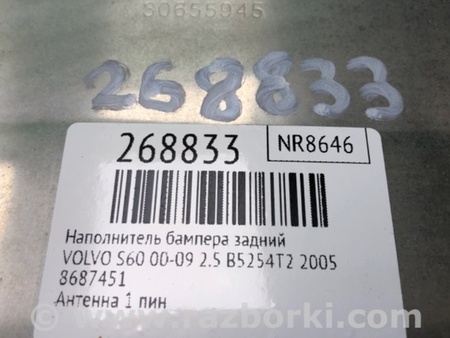 30655945
268833
268833 NR8646
Наполнитель бампера задний
VOLVO S60 00-09 2.5 B5254T2 2005
8687451
Антенна 1 пин
www.razborki.com